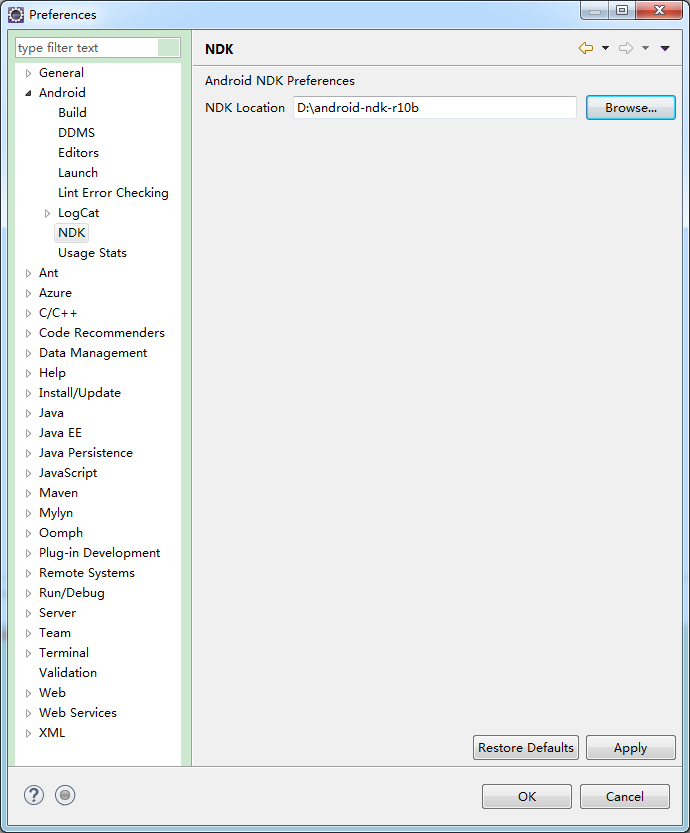 Preferences
type filter text
General
Android
Build
DDMS
Editors
Launch
Lint Error Checking
LogCat
NDK
Usage Stats
Ant
Azure
C/C++
Code Recommenders
Data Management
Help
Install/Update
Java
Java EE
Java Persistence
JavaScript
Maven
Mylyn
Oomph
Plug-in Development
Remote Systems
Run/Debug
Server
Team
Terminal
Validation
Web
Web Services
XML
NDK
Android NDK Preferences
NDK Location D:\android-ndk-r10b Browse...
Restore Defaults Apply
? OK Cancel